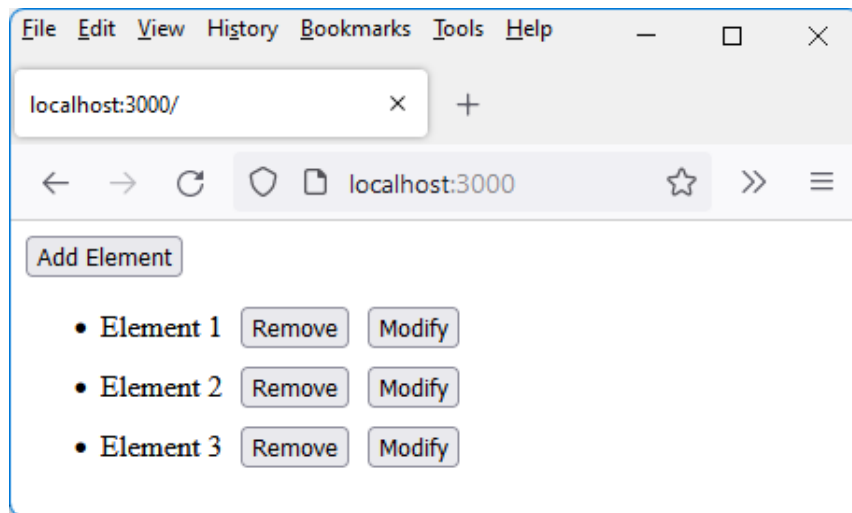 File Edit View History Bookmarks Tools Help
localhost:3000/
localhost:3000
Add Element
Element 1 Remove Modify
Element 2 Remove Modify
Element 3 Remove Modify